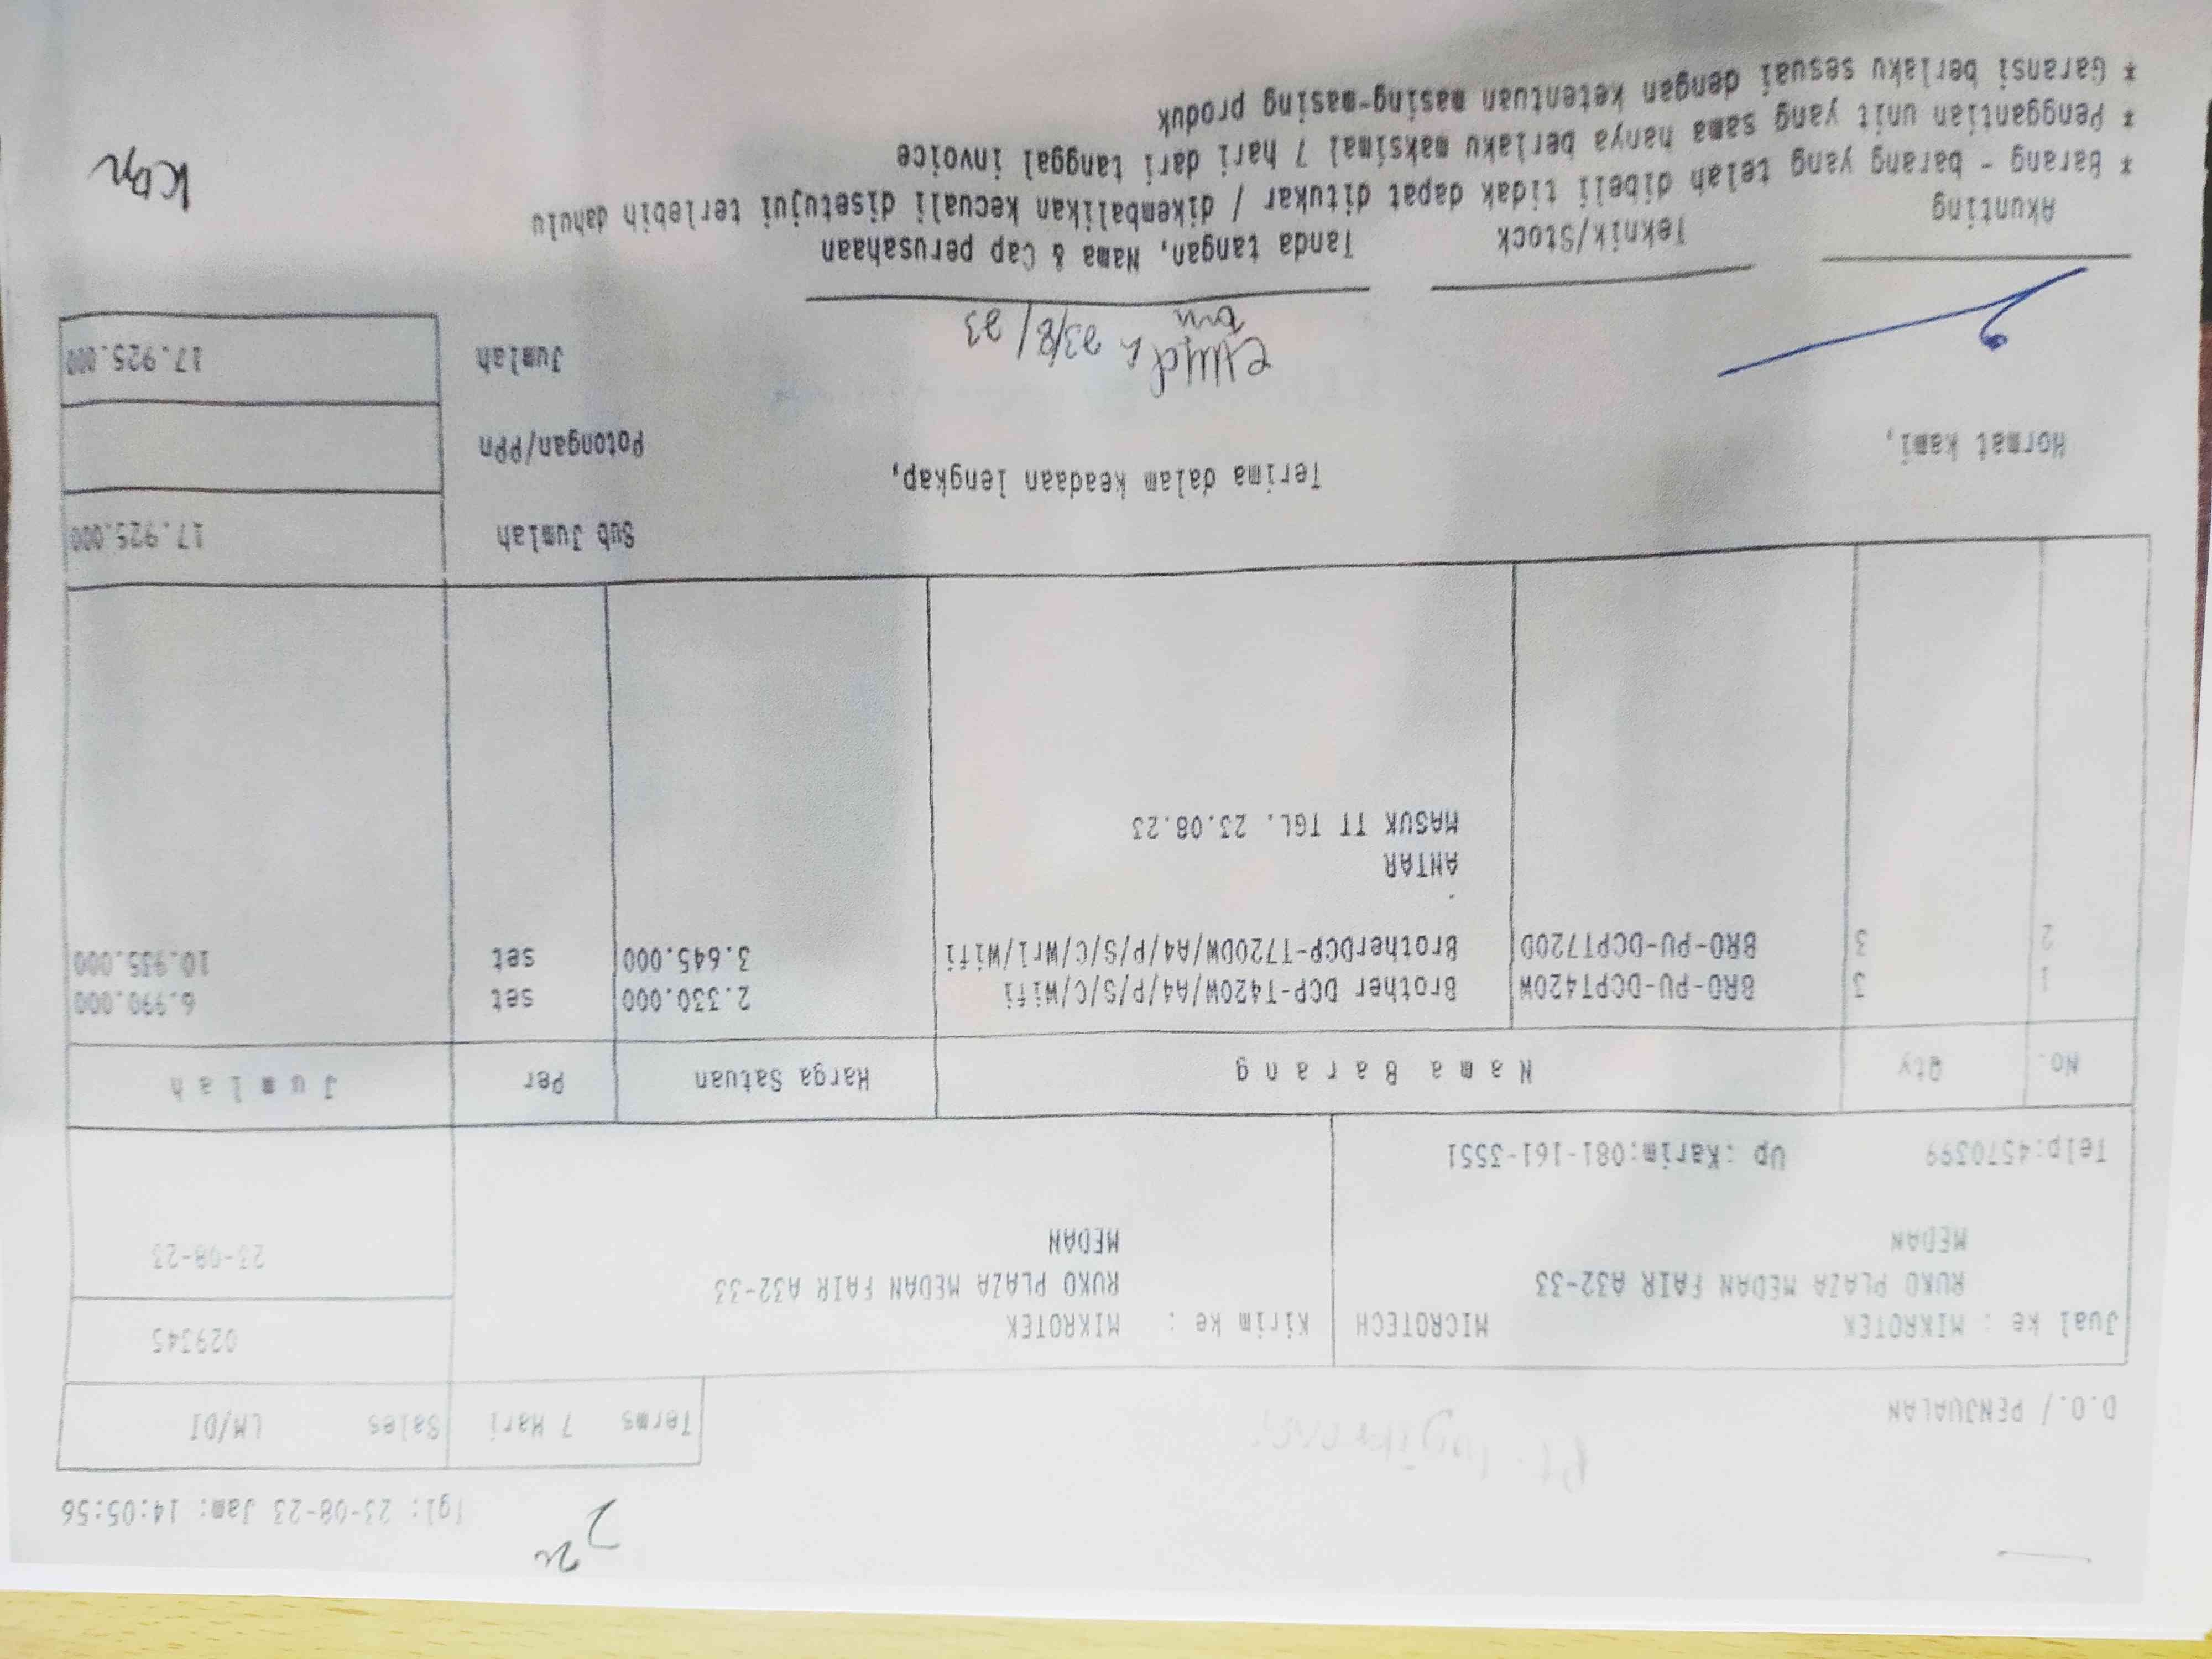 Tgl: 23-08-23 Jam: 14:05:56
D.O./ PENJUALAN
Terms 7 Hari Sales LM/DI
Jual ke : MIKROTEK MICROTECH Kirim ke : MIKROTEK 029345
RUKO PLAZA MEDAN FAIR A32-33 RUKO PLAZA MEDAN FAIR A32-33
MEDAN MEDAN 23-08-23
Telp:4570399 Up :Karim:081-161-3551
No. Qty Nama Barang Harga Satuan Per Jumlah
1 3 BRO-PU-DCPT420W Brother DCP-T420W/A4/P/S/C/Wifi 2.330.000 set 6.990.000
2 3 BRO-PU-DCPT720D BrotherDCP-T720DW/A4/P/S/C/Wri/Wifi 3.645.000 set 10.935.000
.
ANTAR
MASUK TT TGL. 23.08.23
Sub Jumlah 17.925.000
Hormat kami, Terima dalam keadaan lengkap,
Potongan/PPn
Jumlah 17.925.000
23/8/23
Akunting Teknik/Stock Tanda tangan, Nama & Cap perusahaan
* Barang - barang yang telah dibeli tidak dapat ditukar / dikembalikan kecuali disetujui terlebih dahulu
* Penggantian unit yang sama hanya berlaku maksimal 7 hari dari tanggal invoice
* Garansi berlaku sesuai dengan ketentuan masing-masing produk